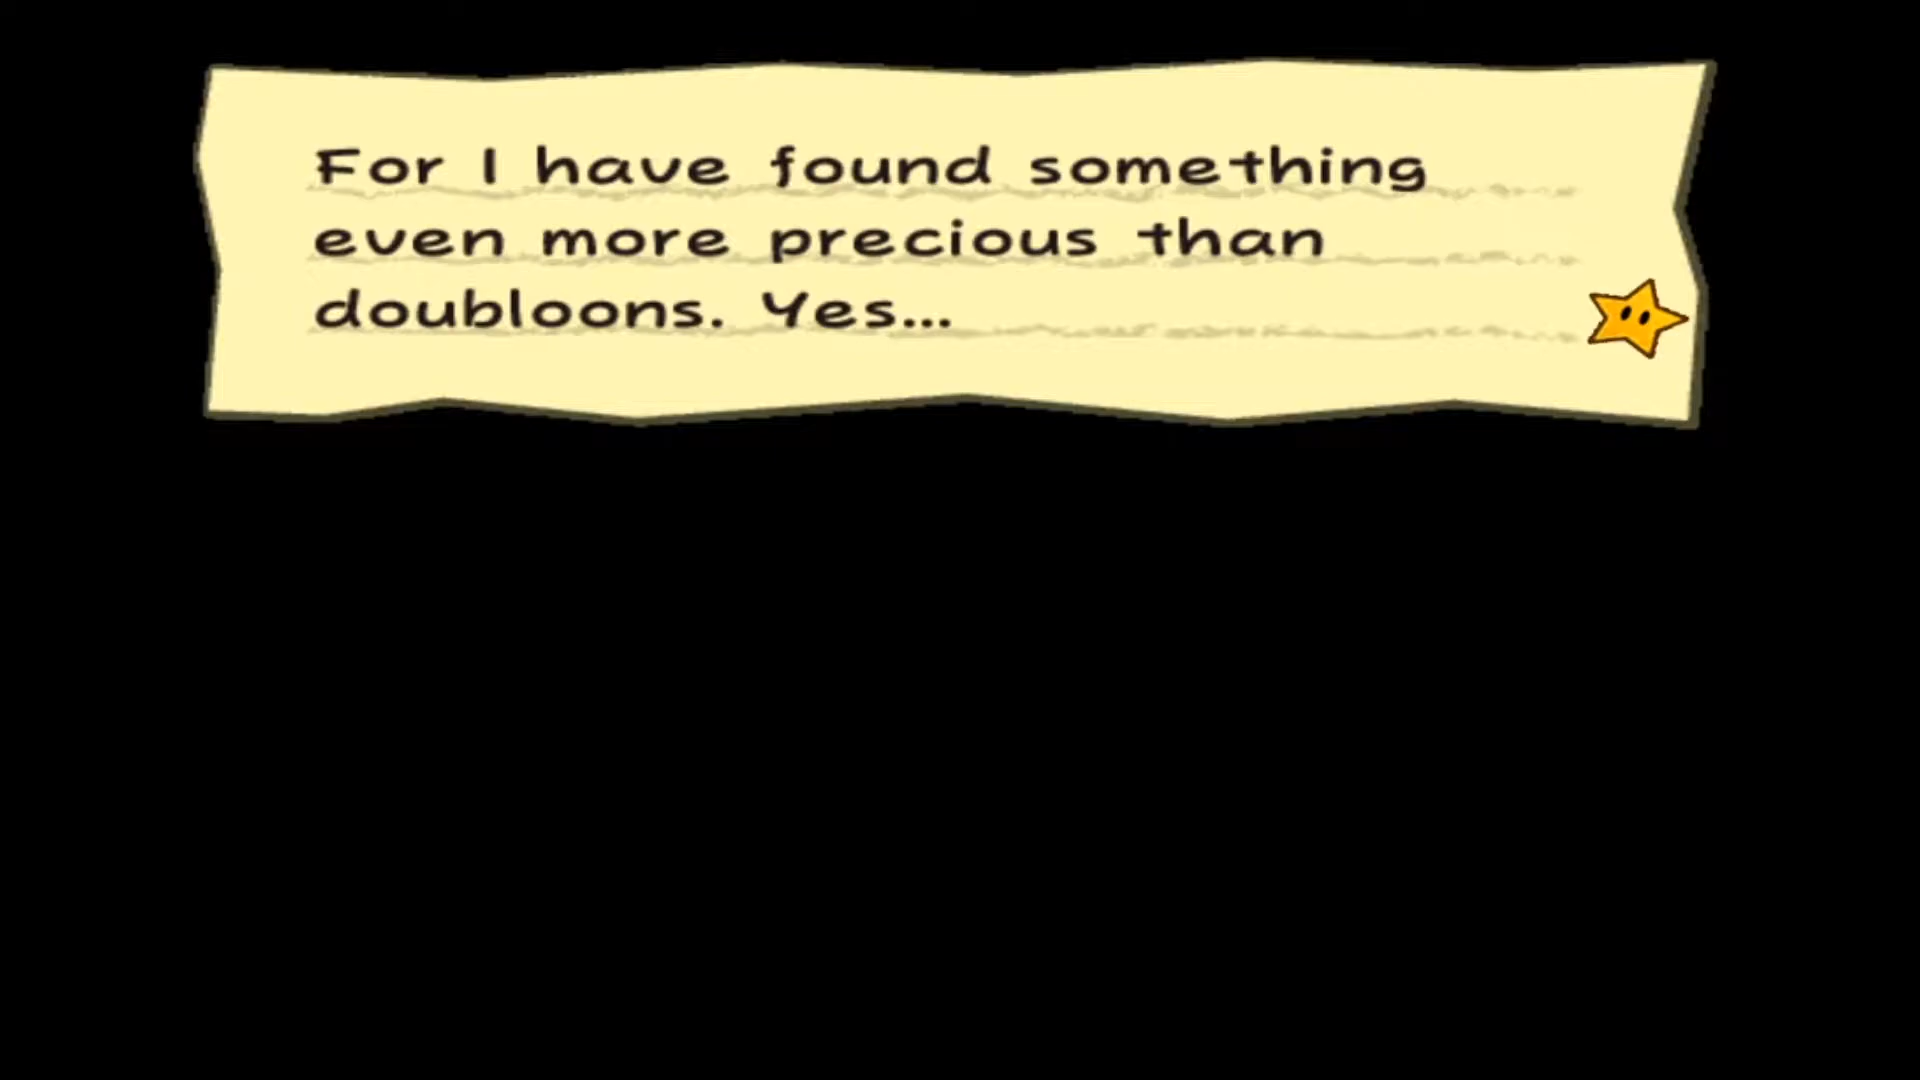 For I have found something
even more precious than
doubloons. Yes...